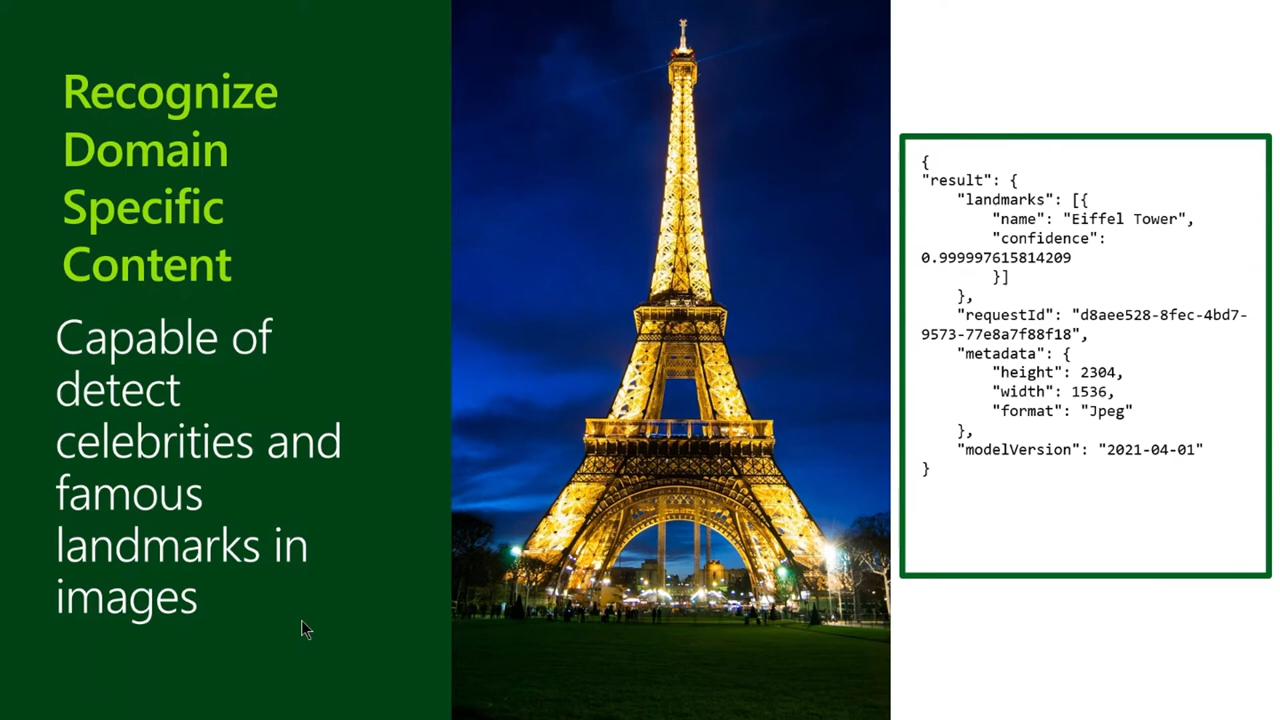 Recognize
Domain
Specific
Content
Capable of
detect
celebrities and
famous
landmarks in
images
{
"result": {
    "landmarks": [{
        "name": "Eiffel Tower",
        "confidence":
0.999997615814209
        }]
    },
    "requestId": "d8aee528-8fec-4bd7-
9573-77e8a7f88f18",
    "metadata": {
        "height": 2304,
        "width": 1536,
        "format": "Jpeg"
    },
    "modelVersion": "2021-04-01"
}